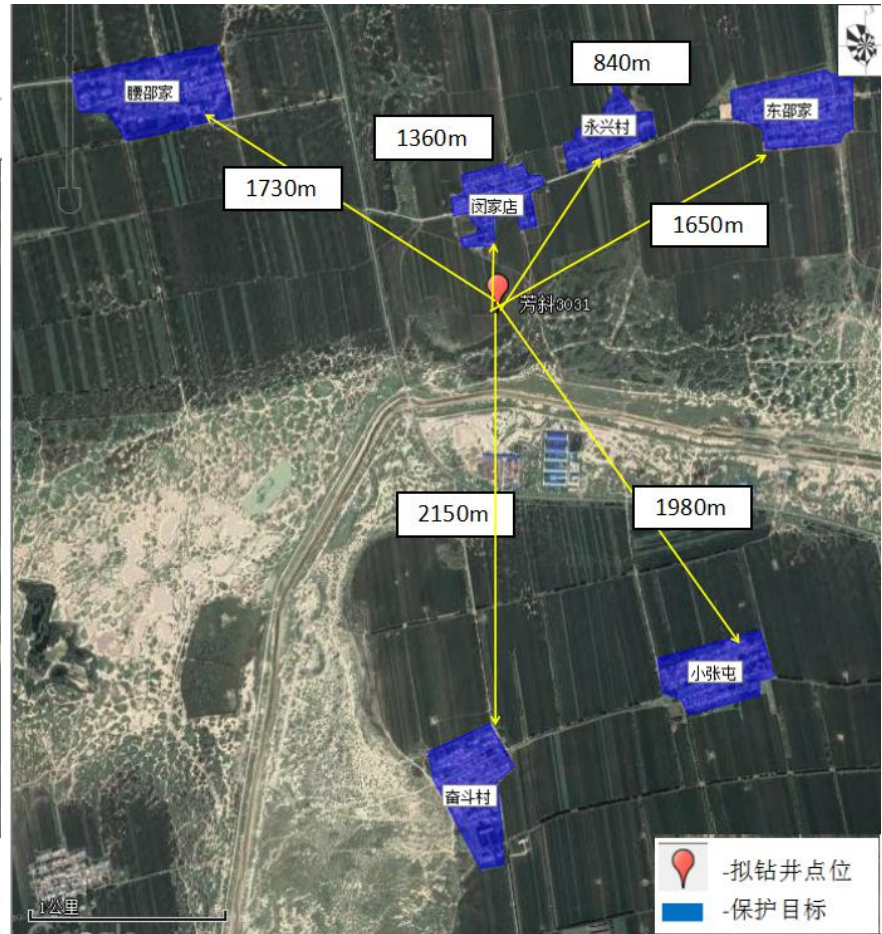 840m
腰邵家
东邵家
永兴村
1360m
1730m
闵家店
1650m
芳斜3031
2150m
1980m
小张屯
奋斗村
-拟钻井点位
-保护目标
1公里